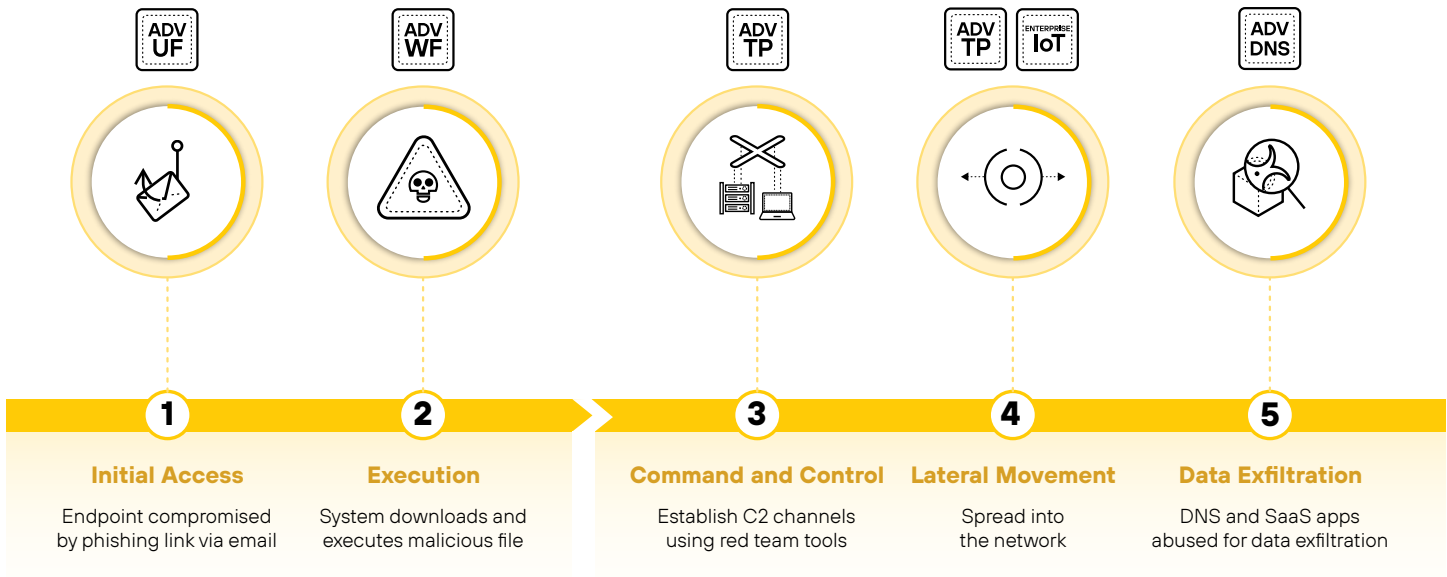 ADV
UF
ADV
WF
ADV
TP
ADV
TP
ENTERPRISE
IoT
ADV
DNS
1
2
3
4
5
Initial Access
Endpoint compromised
by phishing link via email
Execution
System downloads and
executes malicious file
Command and Control
Establish C2 channels
using red team tools
Lateral Movement
Spread into
the network
Data Exfiltration
DNS and SaaS apps
abused for data exfiltration